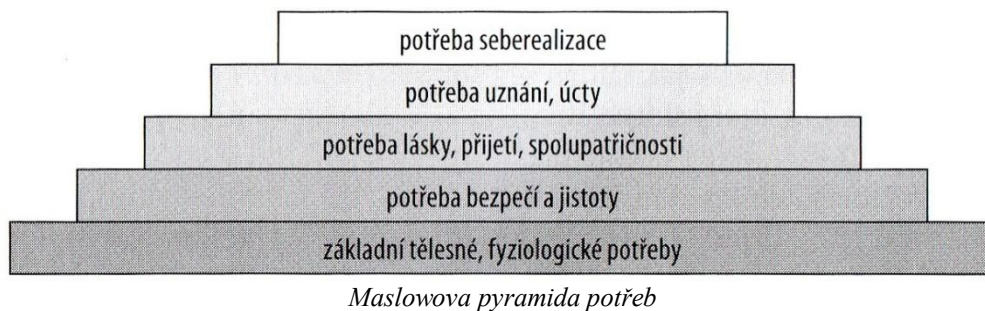 potřeba seberealizace
potřeba uznání, úcty
potřeba lásky, přijetí, spolupatřičnosti
potřeba bezpečí a jistoty
základní tělesné, fyziologické potřeby
Maslowova pyramida potřeb